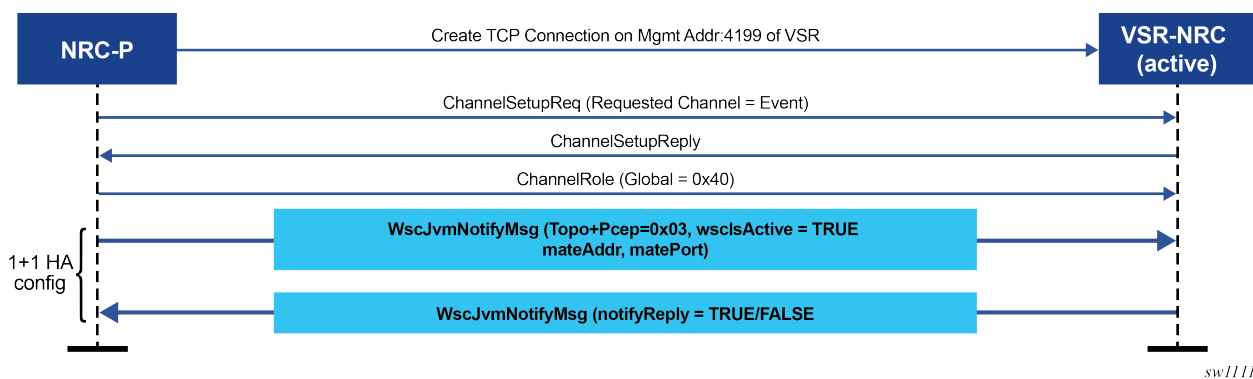 NRC-P
Create TCP Connection on Mgmt Addr:4199 of VSR
VSR-NRC
(active)
ChannelSetupReq (Requested Channel = Event)
ChannelSetupReply
ChannelRole (Global = 0x40)
1+1 HA
config
WscJvmNotifyMsg (Topo+Pcep=0x03, wscIsActive = TRUE
mateAddr, matePort)
WscJvmNotifyMsg (notifyReply = TRUE/FALSE
sw1111